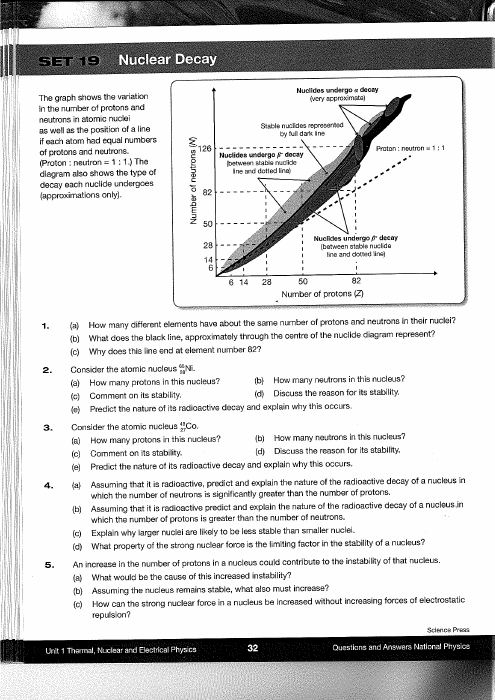 SET 19 Nuclear Decay
The graph shows the variation
in the number of protons and
neutrons in atomic nuclei
as well as the position of a line
if each atom had equal numbers
of protons and neutrons.
(Proton : neutron = 1 : 1.) The
diagram also shows the type of
decay each nuclide undergoes
(approximations only).
Nuclides undergo α decay
(very approximate)
Stable nuclides represented
by full dark line
Proton : neutron = 1 : 1
Nuclides undergo β⁻ decay
(between stable nuclide
line and dotted line)
Nuclides undergo β⁺ decay
(between stable nuclide
line and dotted line)
Number of neutrons (N)
126
82
50
28
14
6
6 14 28 50 82
Number of protons (Z)
1. (a) How many different elements have about the same number of protons and neutrons in their nuclei?
(b) What does the black line, approximately through the centre of the nuclide diagram represent?
(c) Why does this line end at element number 82?
2. Consider the atomic nucleus Ni.
(a) How many protons in this nucleus? (b) How many neutrons in this nucleus?
(c) Comment on its stability. (d) Discuss the reason for its stability.
(e) Predict the nature of its radioactive decay and explain why this occurs.
3. Consider the atomic nucleus Co.
(a) How many protons in this nucleus? (b) How many neutrons in this nucleus?
(c) Comment on its stability. (d) Discuss the reason for its stability.
(e) Predict the nature of its radioactive decay and explain why this occurs.
4. (a) Assuming that it is radioactive, predict and explain the nature of the radioactive decay of a nucleus in
which the number of neutrons is significantly greater than the number of protons.
(b) Assuming that it is radioactive predict and explain the nature of the radioactive decay of a nucleus in
which the number of protons is greater than the number of neutrons.
(c) Explain why larger nuclei are likely to be less stable than smaller nuclei.
(d) What property of the strong nuclear force is the limiting factor in the stability of a nucleus?
5. An increase in the number of protons in a nucleus could contribute to the instability of that nucleus.
(a) What would be the cause of this increased instability?
(b) Assuming the nucleus remains stable, what also must increase?
(c) How can the strong nuclear force in a nucleus be increased without increasing forces of electrostatic
repulsion?
Science Press
Unit 1 Thermal, Nuclear and Electrical Physics 32 Questions and Answers National Physics